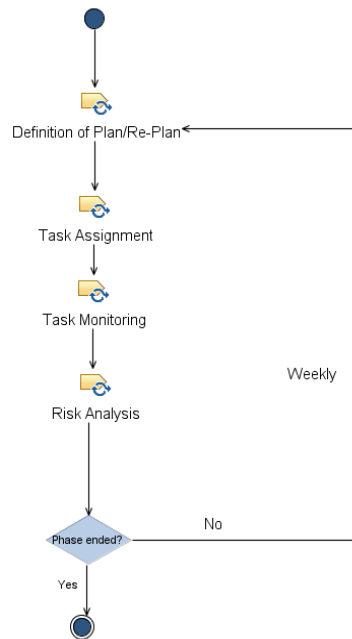 Definition of Plan/Re-Plan
Task Assignment
Task Monitoring
Weekly
Risk Analysis
No
Phase ended?
Yes